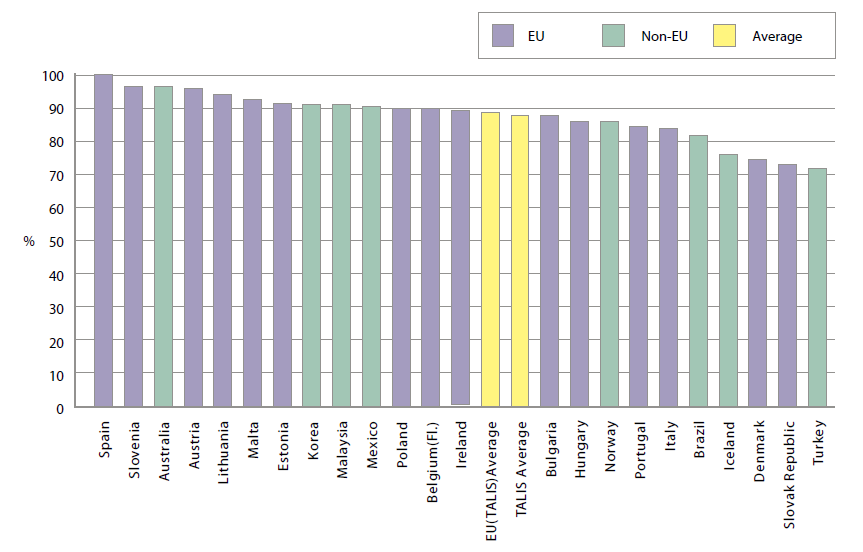 EU
Non-EU
Average
100
90
80
70
60
50
40
30
20
10
0
%
Spain
Slovenia
Australia
Austria
Lithuania
Malta
Estonia
Korea
Malaysia
Mexico
Poland
Belgium(Fl.)
Ireland
EU(TALIS)Average
TALIS Average
Bulgaria
Hungary
Norway
Portugal
Italy
Brazil
Iceland
Denmark
Slovak Republic
Turkey